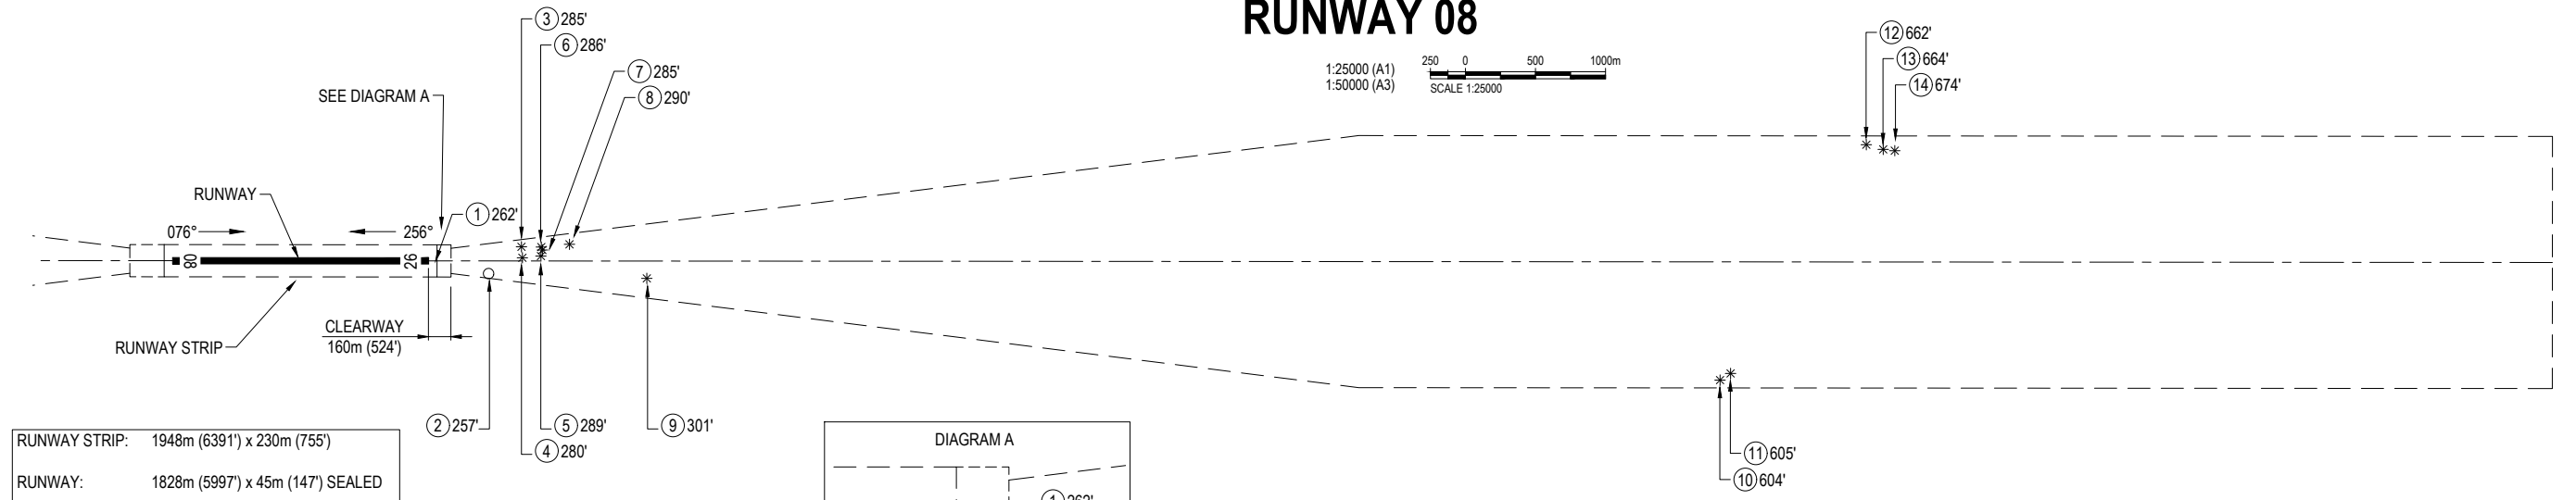 RUNWAY 08
1:25000 (A1)
1:50000 (A3)
250 0 500 1000m
SCALE 1:25000
3 285'
6 286'
7 285'
8 290'
12 662'
13 664'
14 674'
SEE DIAGRAM A
RUNWAY
1 262'
076°
256°
08
26
CLEARWAY
160m (524')
RUNWAY STRIP
2 257'
5 289'
4 280'
9 301'
11 605'
10 604'
RUNWAY STRIP: 1948m (6391') x 230m (755')
RUNWAY: 1828m (5997') x 45m (147') SEALED
DIAGRAM A
1 262'